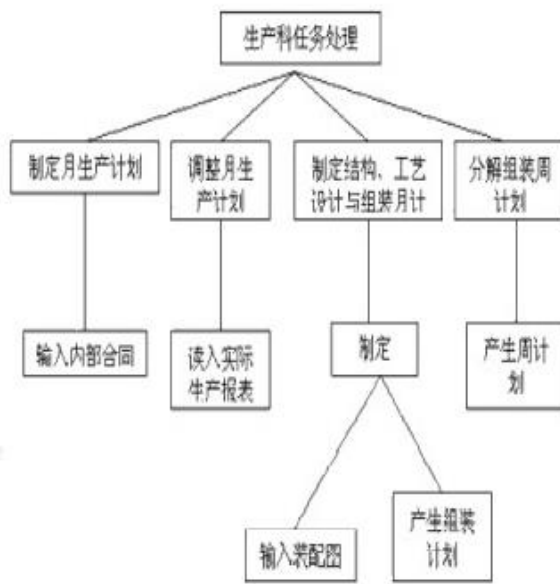 生产科任务处理
制定月生产计划
调整月生
产计划
制定结构、工艺
设计与组装月计
分解组装周
计划
输入内部合同
读入实际
生产报表
制定
产生周计
划
输入装配图
产生组装
计划